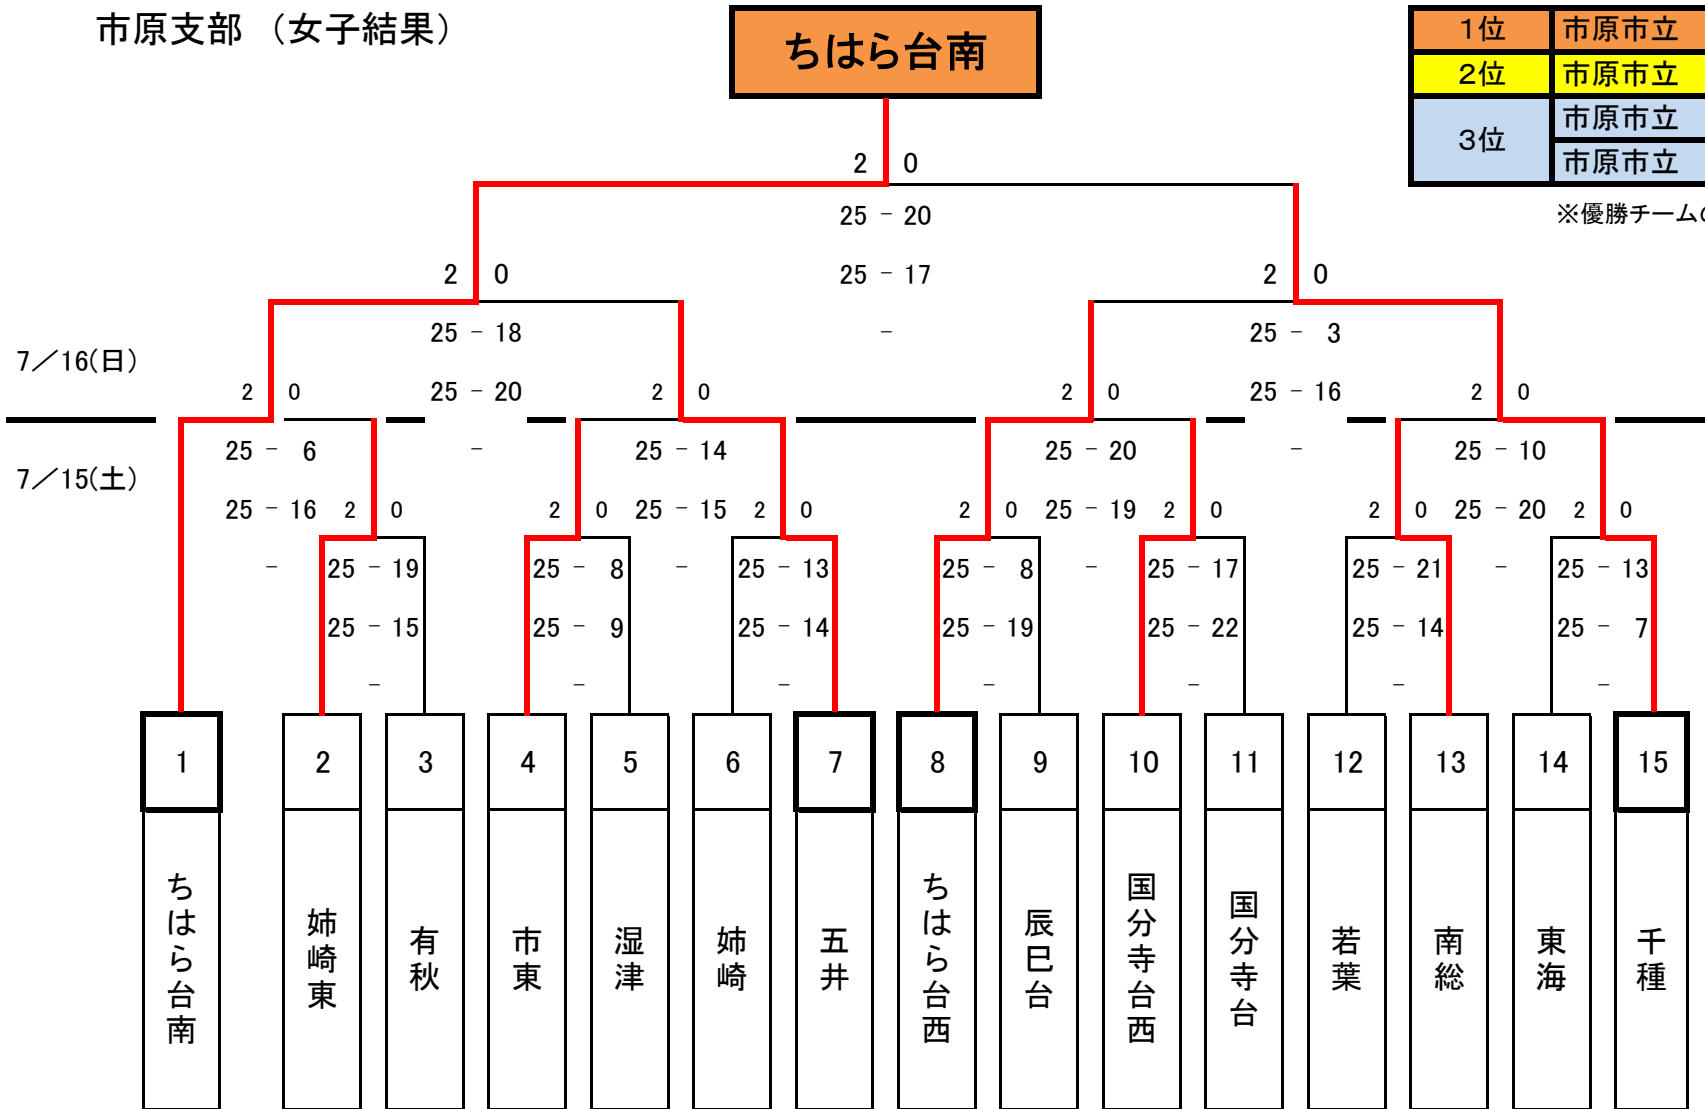 市原支部 （女子結果）
ちはら台南
1位 市原市立
2位 市原市立
3位 市原市立
市原市立
※優勝チーム
2 0
25 - 20
25 - 17
-
2 0 2 0
25 - 18 25 - 3
25 - 20 25 - 16
- -
7／16(日)
7／15(土)
2 0 2 0 2 0 2 0
25 - 6 25 - 14 25 - 20 25 - 10
25 - 16 25 - 15 25 - 19 25 - 20
- - - -
2 0 2 0 2 0 2 0 2 0 2 0 2 0
25 - 19 25 - 8 25 - 13 25 - 8 25 - 17 25 - 21 25 - 13
25 - 15 25 - 9 25 - 14 25 - 19 25 - 22 25 - 14 25 - 7
- - - - - - -
1 2 3 4 5 6 7 8 9 10 11 12 13 14 15
ちはら台南
姉崎東
有秋
市東
湿津
姉崎
五井
ちはら台西
辰巳台
国分寺台西
国分寺台
若葉
南総
東海
千種